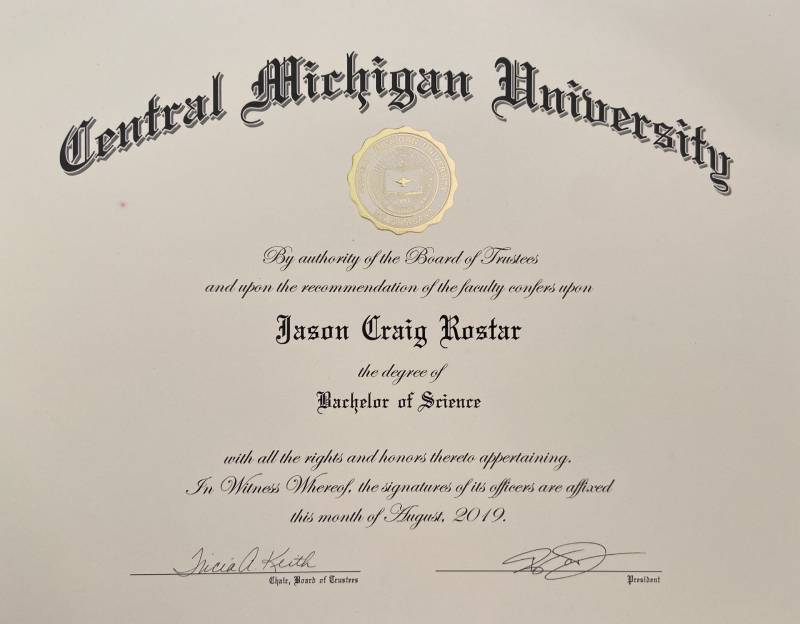 Central Michigan University
By authority of the Board of Trustees
and upon the recommendation of the faculty confers upon
Jason Craig Rostar
the degree of
Bachelor of Science
with all the rights and honors thereto appertaining.
In Witness Whereof, the signatures of its officers are affixed
this month of August, 2019.
Tricia A. Keith
Chair, Board of Trustees
President